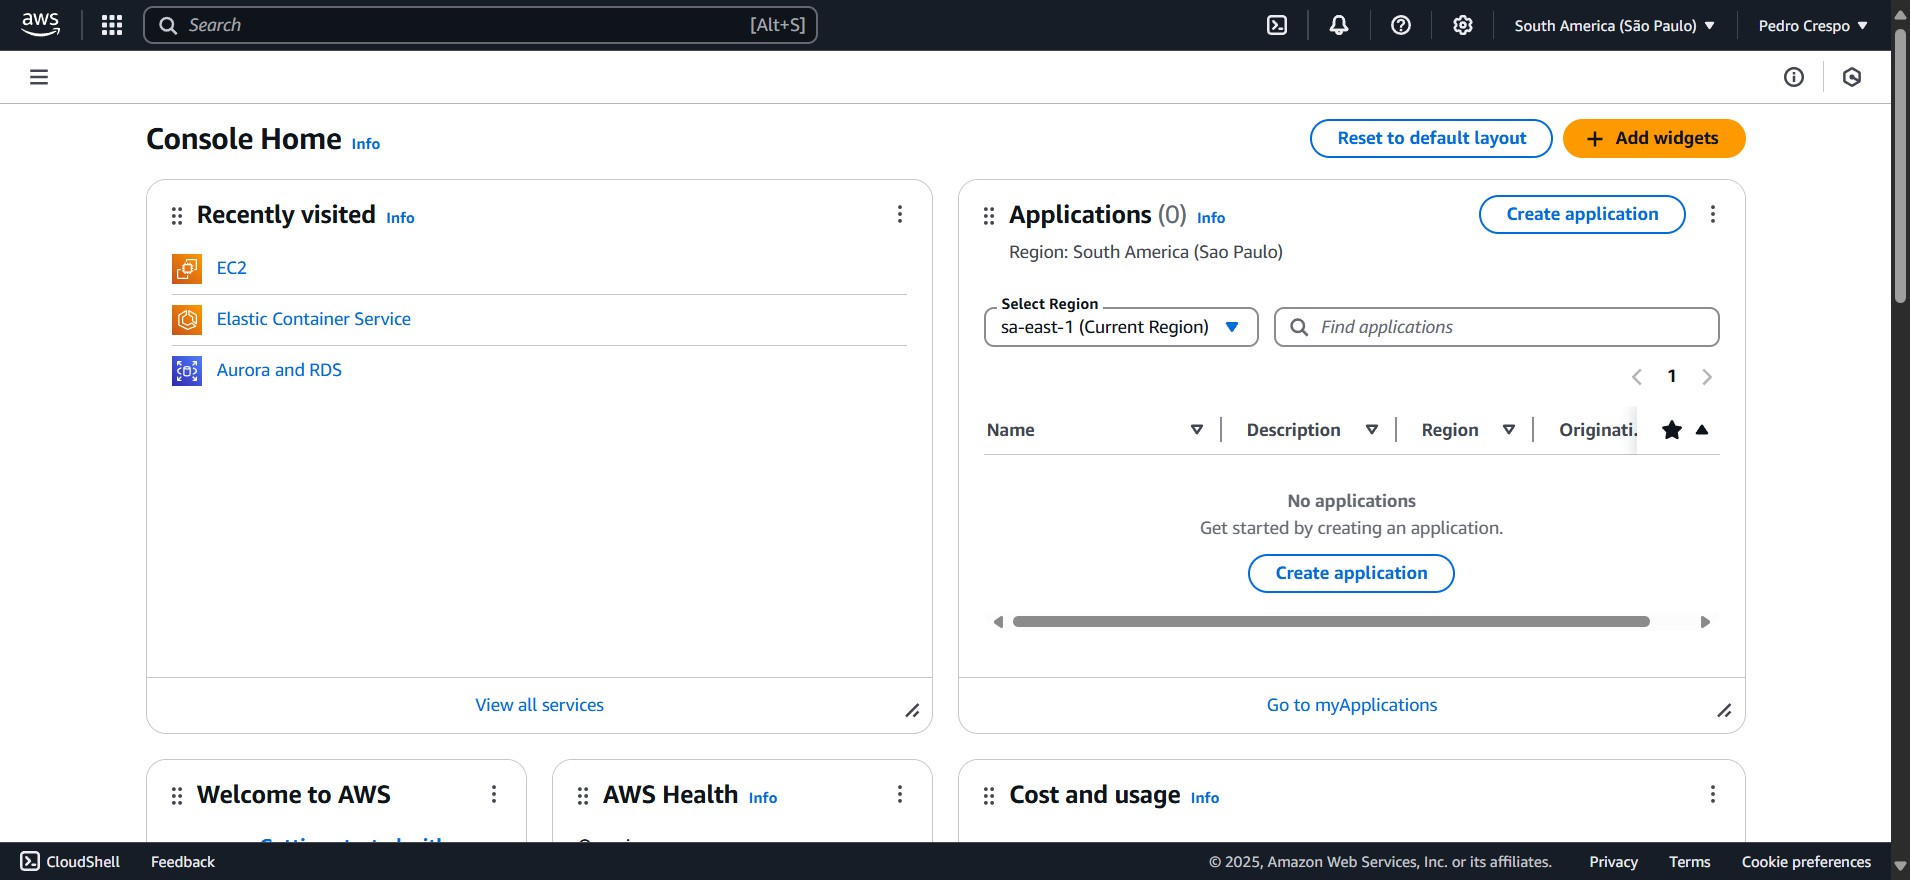 aws
Search [Alt+S]
South America (São Paulo)
Pedro Crespo
Console Home Info
Reset to default layout
Add widgets
Recently visited Info
EC2
Elastic Container Service
Aurora and RDS
View all services
Applications (0) Info
Create application
Region: South America (Sao Paulo)
Select Region
sa-east-1 (Current Region)
Find applications
1
Name Description Region Originati.
No applications
Get started by creating an application.
Create application
Go to myApplications
Welcome to AWS
AWS Health Info
Cost and usage Info
CloudShell Feedback
© 2025, Amazon Web Services, Inc. or its affiliates. Privacy Terms Cookie preferences